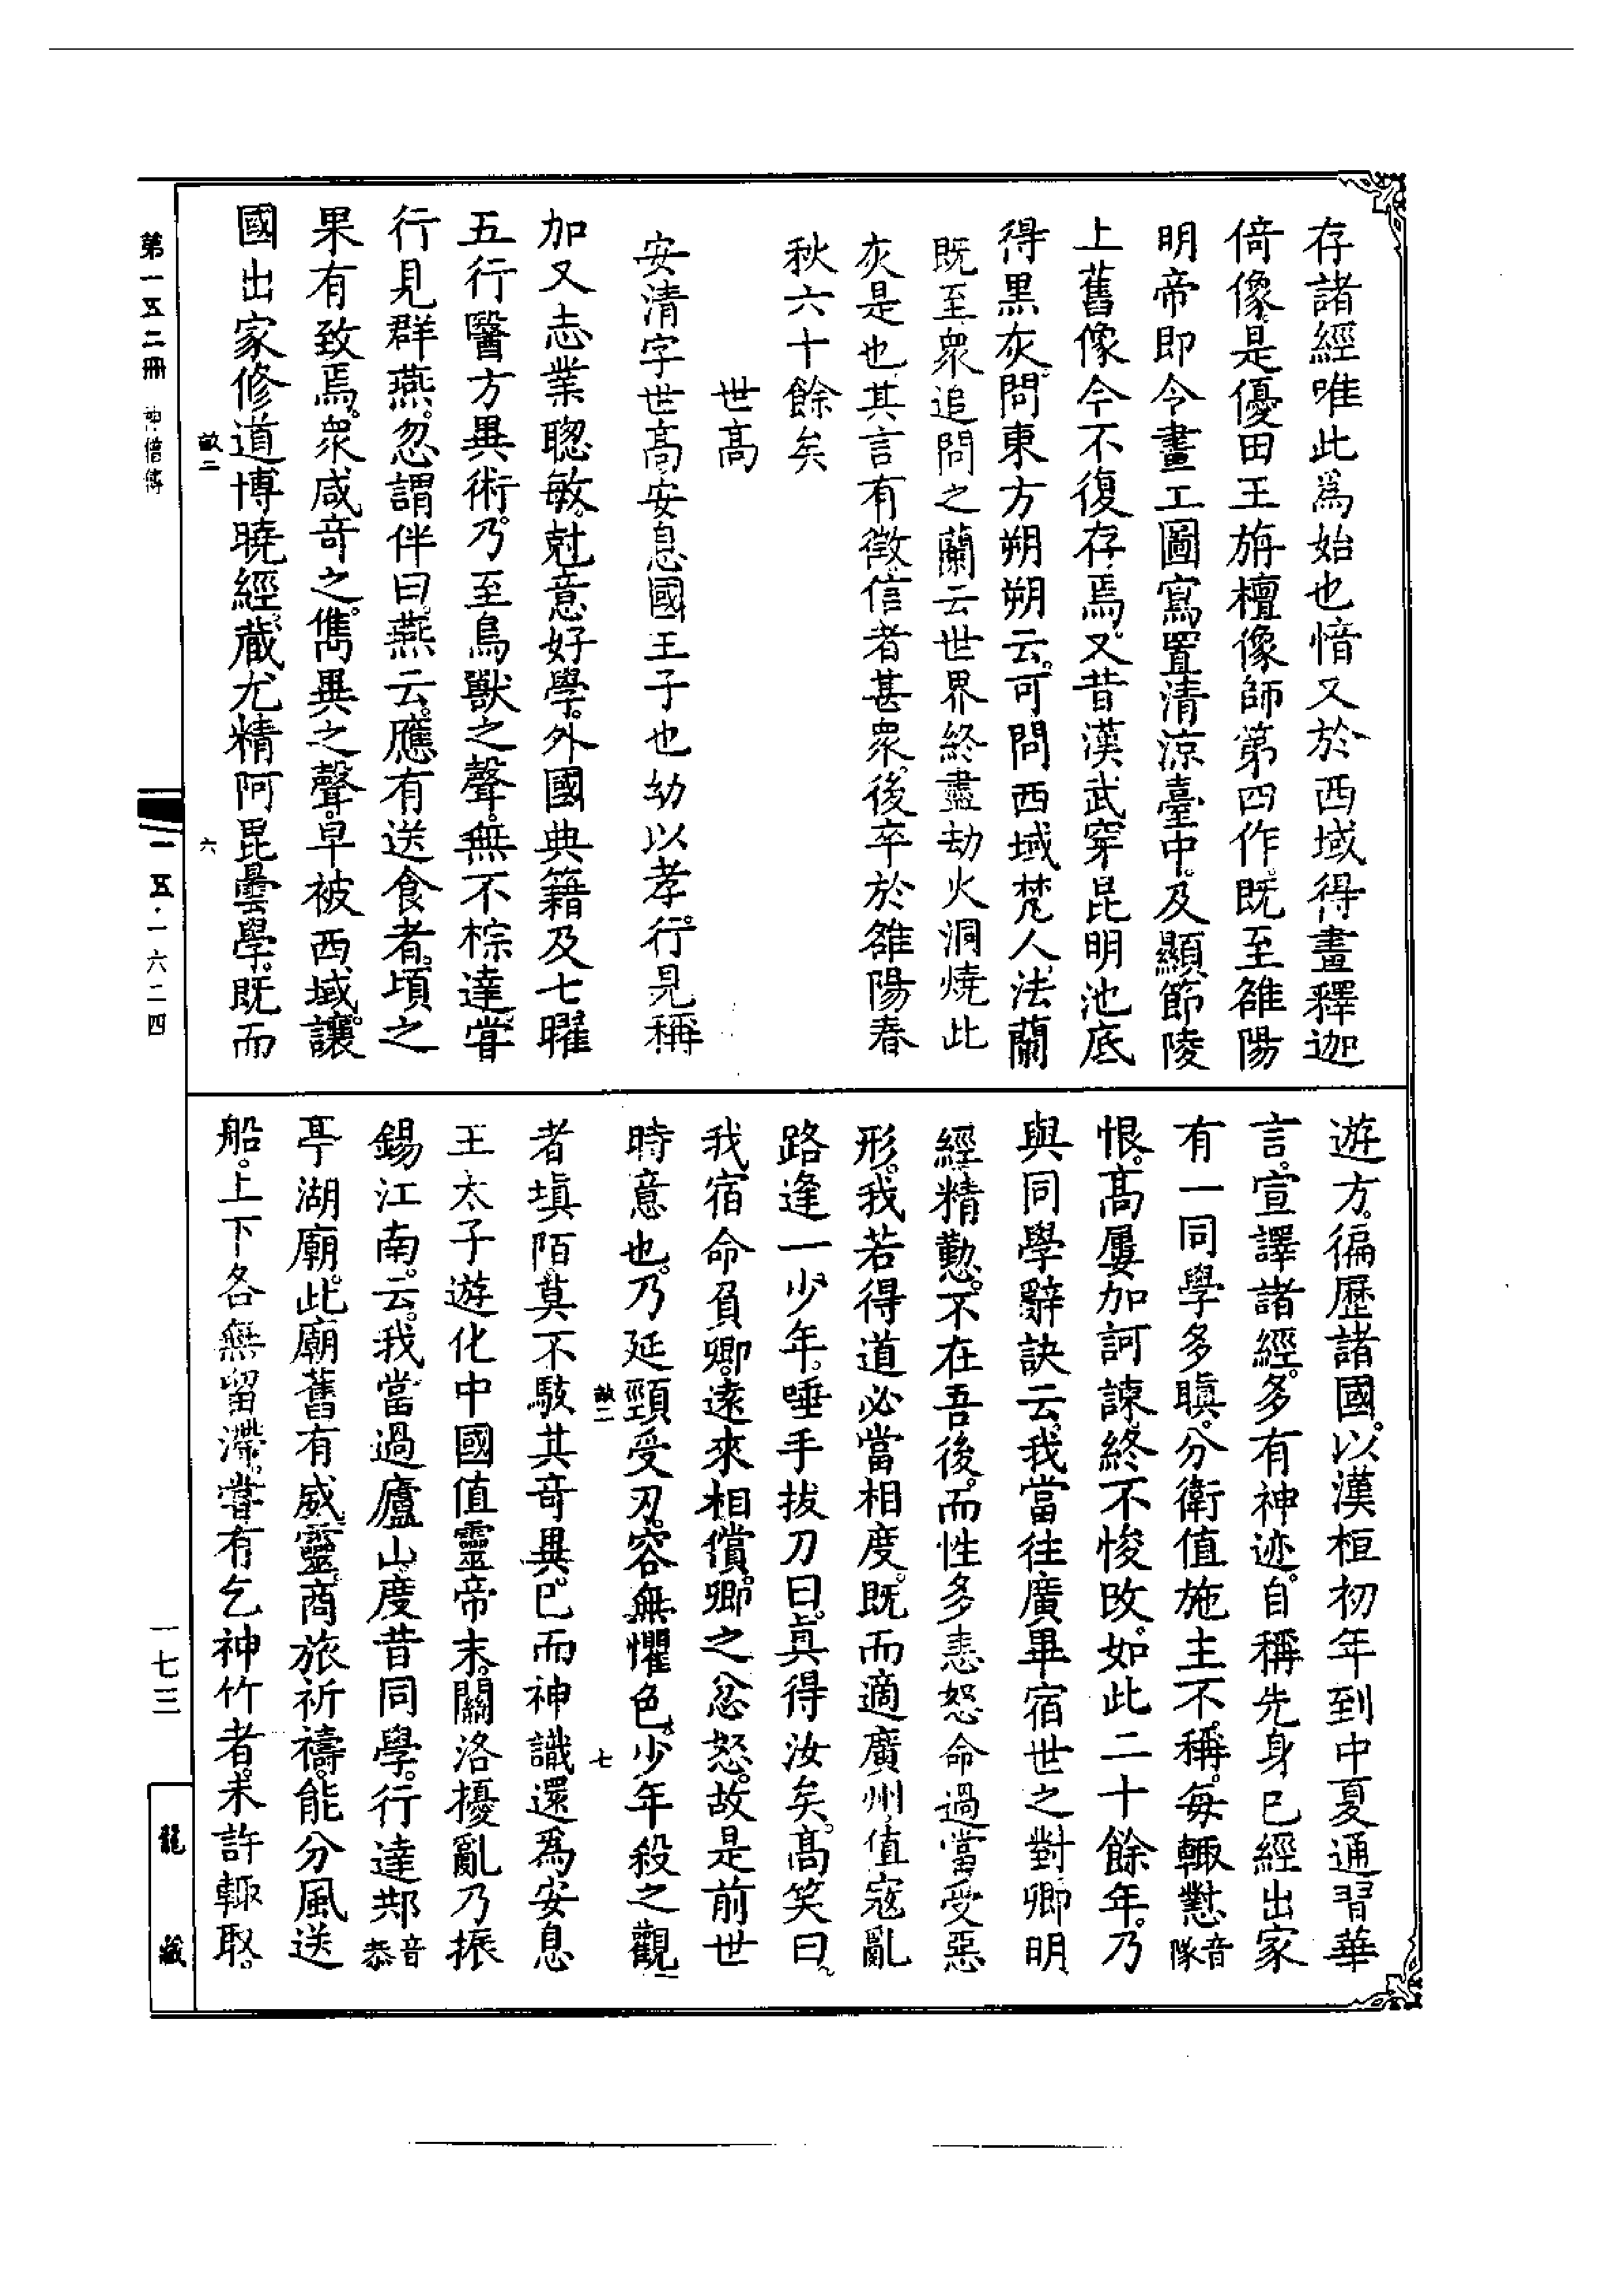 存諸經唯此爲始也愔又於西域得畫釋迦
倚像是優田王旃檀像師第四作既至雒陽
明帝即令畫工圖寫置清涼臺中及顯節陵
上舊像今不復存焉又昔漢武穿昆明池底
得黑灰問東方朔朔云可問西域梵人法蘭
既至衆追問之蘭云世界終盡劫火洞燒此
灰是也其言有徵信者甚衆後卒於雒陽春
秋六十餘矣
世高
安清字世高安息國王子也幼以孝行見稱
加又志業聰敏尅意好學外國典籍及七曜
五行醫方異術乃至鳥獸之聲無不棕達甞
行見群燕忽謂伴曰燕云應有送食者頃之
果有致焉衆咸竒之儁異之聲早被西域讓
國出家修道博曉經藏尤精阿毘曇學既而
遊方徧歷諸國以漢桓初年到中夏通習華
言宣譯諸經多有神迹自稱先身已經出家
有一同學多瞋分衛值施主不稱每輙懟音隊
恨高屢加訶諫終不悛改如此二十餘年乃
與同學辭訣云我當往廣畢宿世之對卿明
經精懃不在吾後而性多恚怒命過當受惡
形我若得道必當相度既而適廣州值寇亂
路逢一少年唾手拔刀曰真得汝矣高笑曰
我宿命負卿遠來相償卿之忿怒故是前世
時意也乃延頸受刃容無懼色少年殺之觀
者塡陌莫不駭其竒異已而神識還爲安息
王太子遊化中國值靈帝末關洛擾亂乃振
錫江南云我當過廬山度昔同學行達䢼音恭
亭湖廟此廟舊有威靈商旅祈禱能分風送
船上下各無留滯甞有乞神竹者未許輙取
第一五二冊 神僧傳
一五·一六二四
一七三
龍藏
六
七